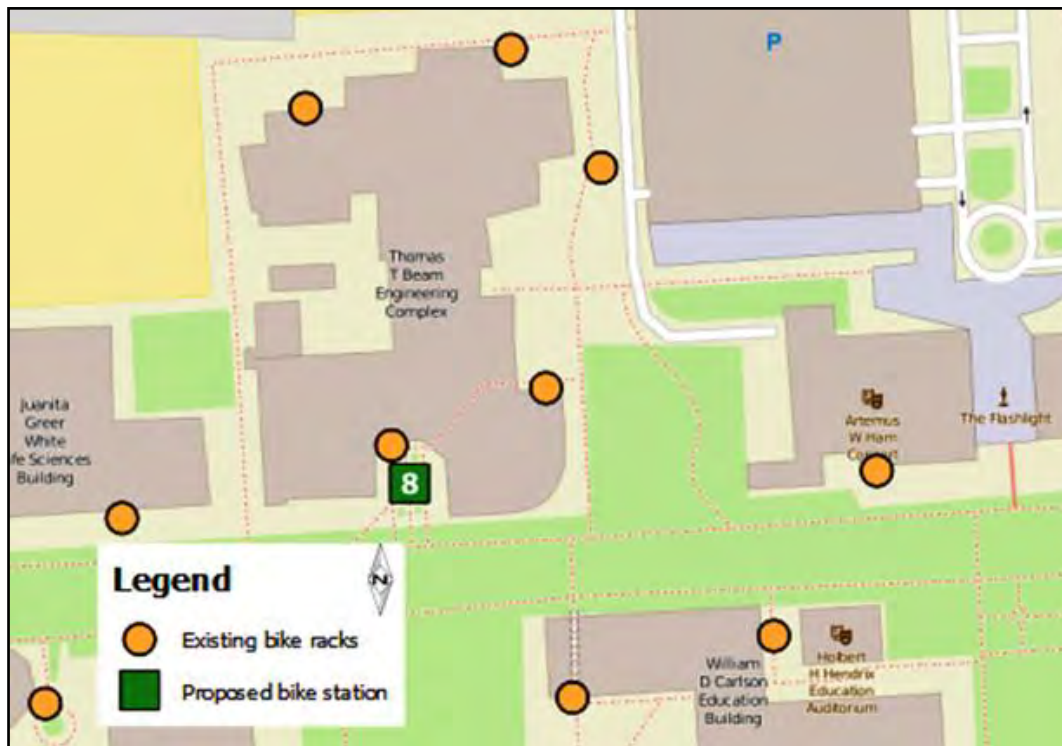 P
Thomas
T Beam
Engineering
Complex
Juanita
Greer
White
fe Sciences
Building
Artemus
W Ham
The Flashlight
8
Legend
N
Existing bike racks
Proposed bike station
William
D Carlson
Education
Building
Holbert
H Hendrix
Education
Auditorium